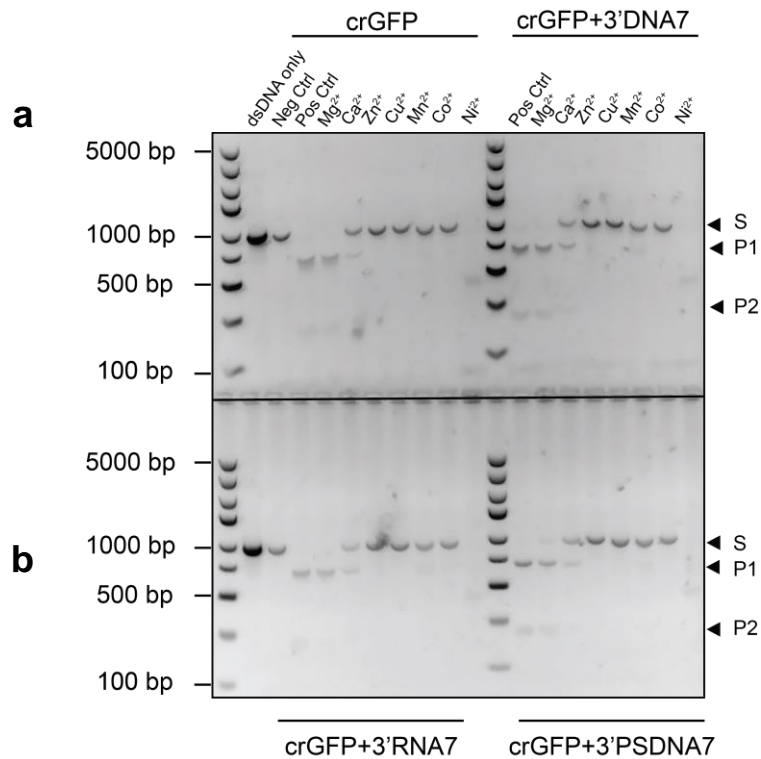 crGFP crGFP+3'DNA7
a
dsDNA only Neg Ctrl Pos Ctrl Mg²⁺ Ca²⁺ Zn²⁺ Cu²⁺ Mn²⁺ Co²⁺ Ni²⁺ Pos Ctrl Mg²⁺ Ca²⁺ Zn²⁺ Cu²⁺ Mn²⁺ Co²⁺ Ni²⁺
5000 bp
1000 bp S
P1
500 bp
P2
100 bp
5000 bp
b
1000 bp S
P1
500 bp
P2
100 bp
crGFP+3'RNA7 crGFP+3'PSDNA7